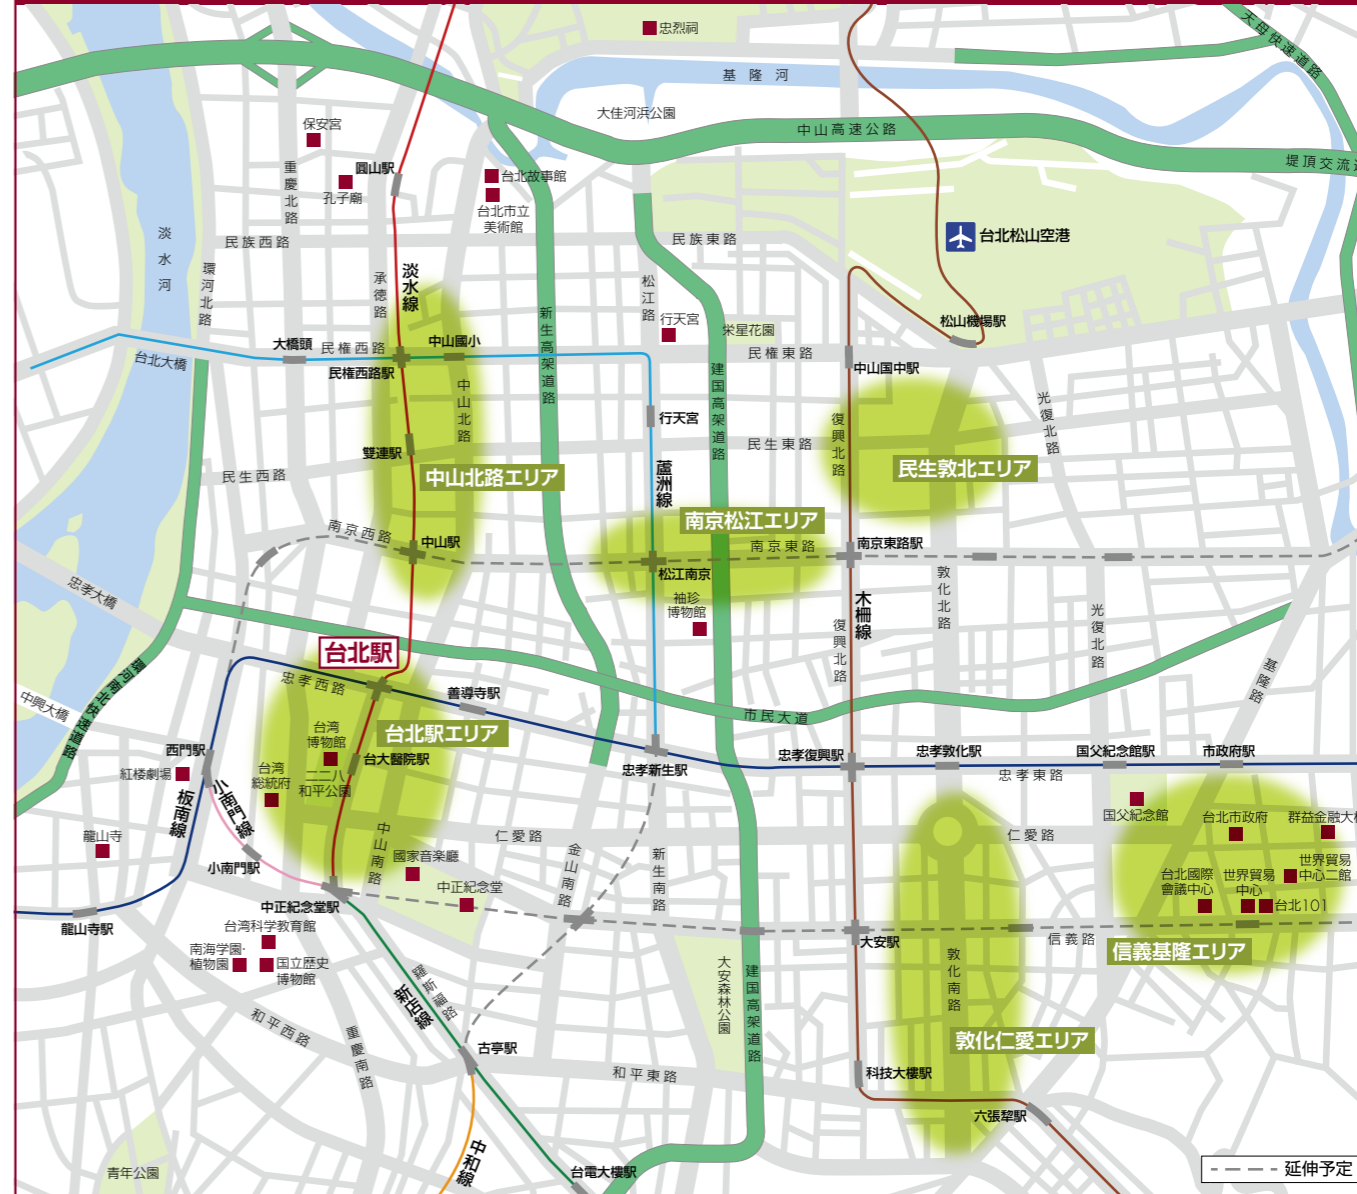 忠烈祠
天母快速道路
基隆河
大佳河浜公園
中山高速公路
堤頂交流
保安宮
重慶北路
圓山駅
孔子廟
台北故事館
台北市立
美術館
淡水河
民族西路
民族東路
台北松山空港
環河北路
承德路
淡水線
松江路
新生高架道路
行天宮
栄星花園
松山機場駅
大橋頭
民権西路
中山國小
民権東路
台北大橋
民権西路駅
中山国中駅
中山北路
建国高架道路
光復北路
行天宮
復興北路
雙連駅
民生東路
民生西路
中山北路エリア
蘆洲線
民生敦北エリア
南京松江エリア
南京西路
中山駅
南京東路
南京東路駅
松江南京
忠孝大橋
袖珍
博物館
木柵線
敦化北路
光復北路
復興北路
台北駅
環河南北快速道路
中興大橋
忠孝西路
善導寺駅
基隆路
市民大道
台湾
博物館
台北駅エリア
西門駅
台大醫院駅
忠孝新生駅
忠孝復興駅
忠孝敦化駅
国父紀念館駅
市政府駅
忠孝東路
紅楼劇場
小南門線
台湾
総統府
二二八
和平公園
板南線
国父紀念館
台北市政府
群益金融大
龍山寺
中山南路
仁愛路
仁愛路
小南門駅
國家音楽廳
金山南路
新生南路
世界貿易
中心二館
台北國際
會議中心
世界貿易
中心
台北101
中正紀念堂
中正紀念堂駅
龍山寺駅
台湾科学教育館
大安駅
信義路
信義基隆エリア
南海学園·
植物園
国立歴史
博物館
羅斯福路
新店線
大安森林公園
建国高架道路
敦化南路
和平西路
重慶南路
敦化仁愛エリア
古亭駅
和平東路
科技大樓駅
六張犂駅
中和線
青年公園
台電大樓駅
延伸予定